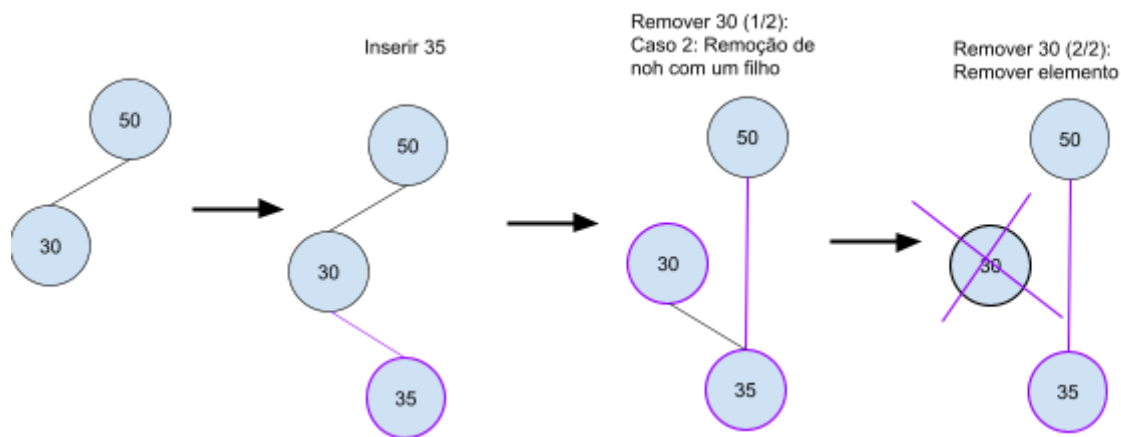 Inserir 35
Remover 30 (1/2):
Caso 2: Remoção de
noh com um filho
Remover 30 (2/2):
Remover elemento
50
30
50
30
35
50
30
35
50
30
35